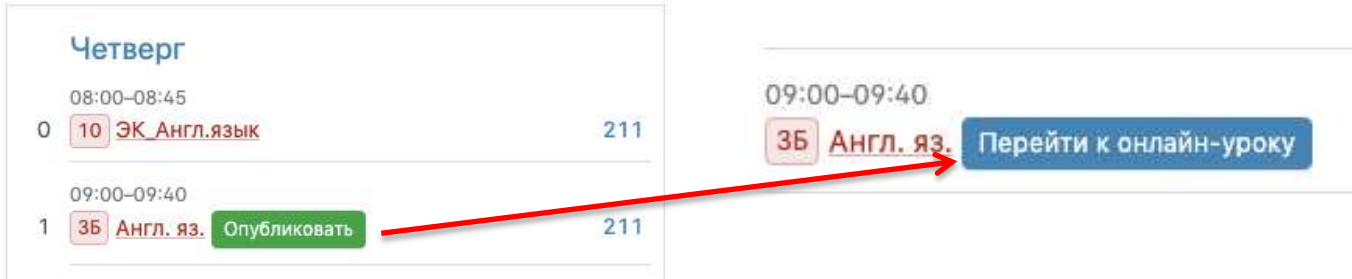 Четверг
08:00–08:45
0 10 ЭК_Англ.язык 211
09:00–09:40
1 3Б Англ. яз. Опубликовать 211
09:00–09:40
3Б Англ. яз. Перейти к онлайн-уроку